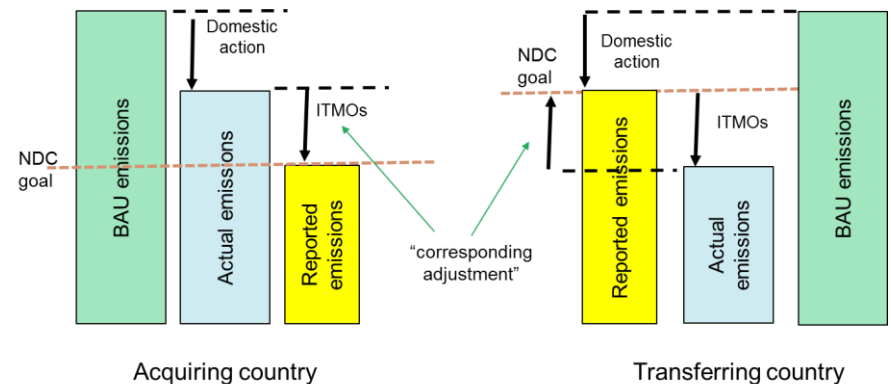 Domestic
action
ITMOs
NDC
goal
BAU emissions
Actual emissions
Reported
emissions
“corresponding
adjustment”
NDC
goal
Domestic
action
ITMOs
Reported emissions
Actual
emissions
BAU emissions
Acquiring country
Transferring country